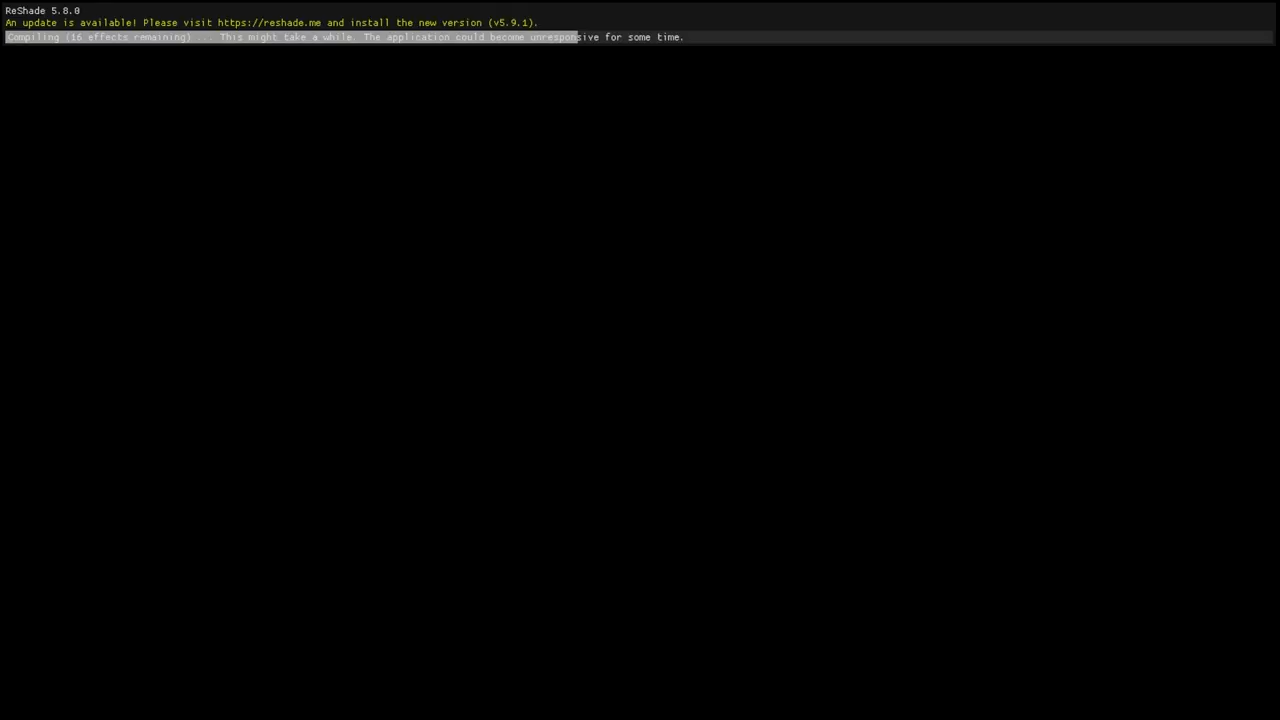 ReShade 5.8.0
An update is available! Please visit https://reshade.me and install the new version (v5.9.1).
Compiling (16 effects remaining) ... This might take a while. The application could become unresponsive for some time.